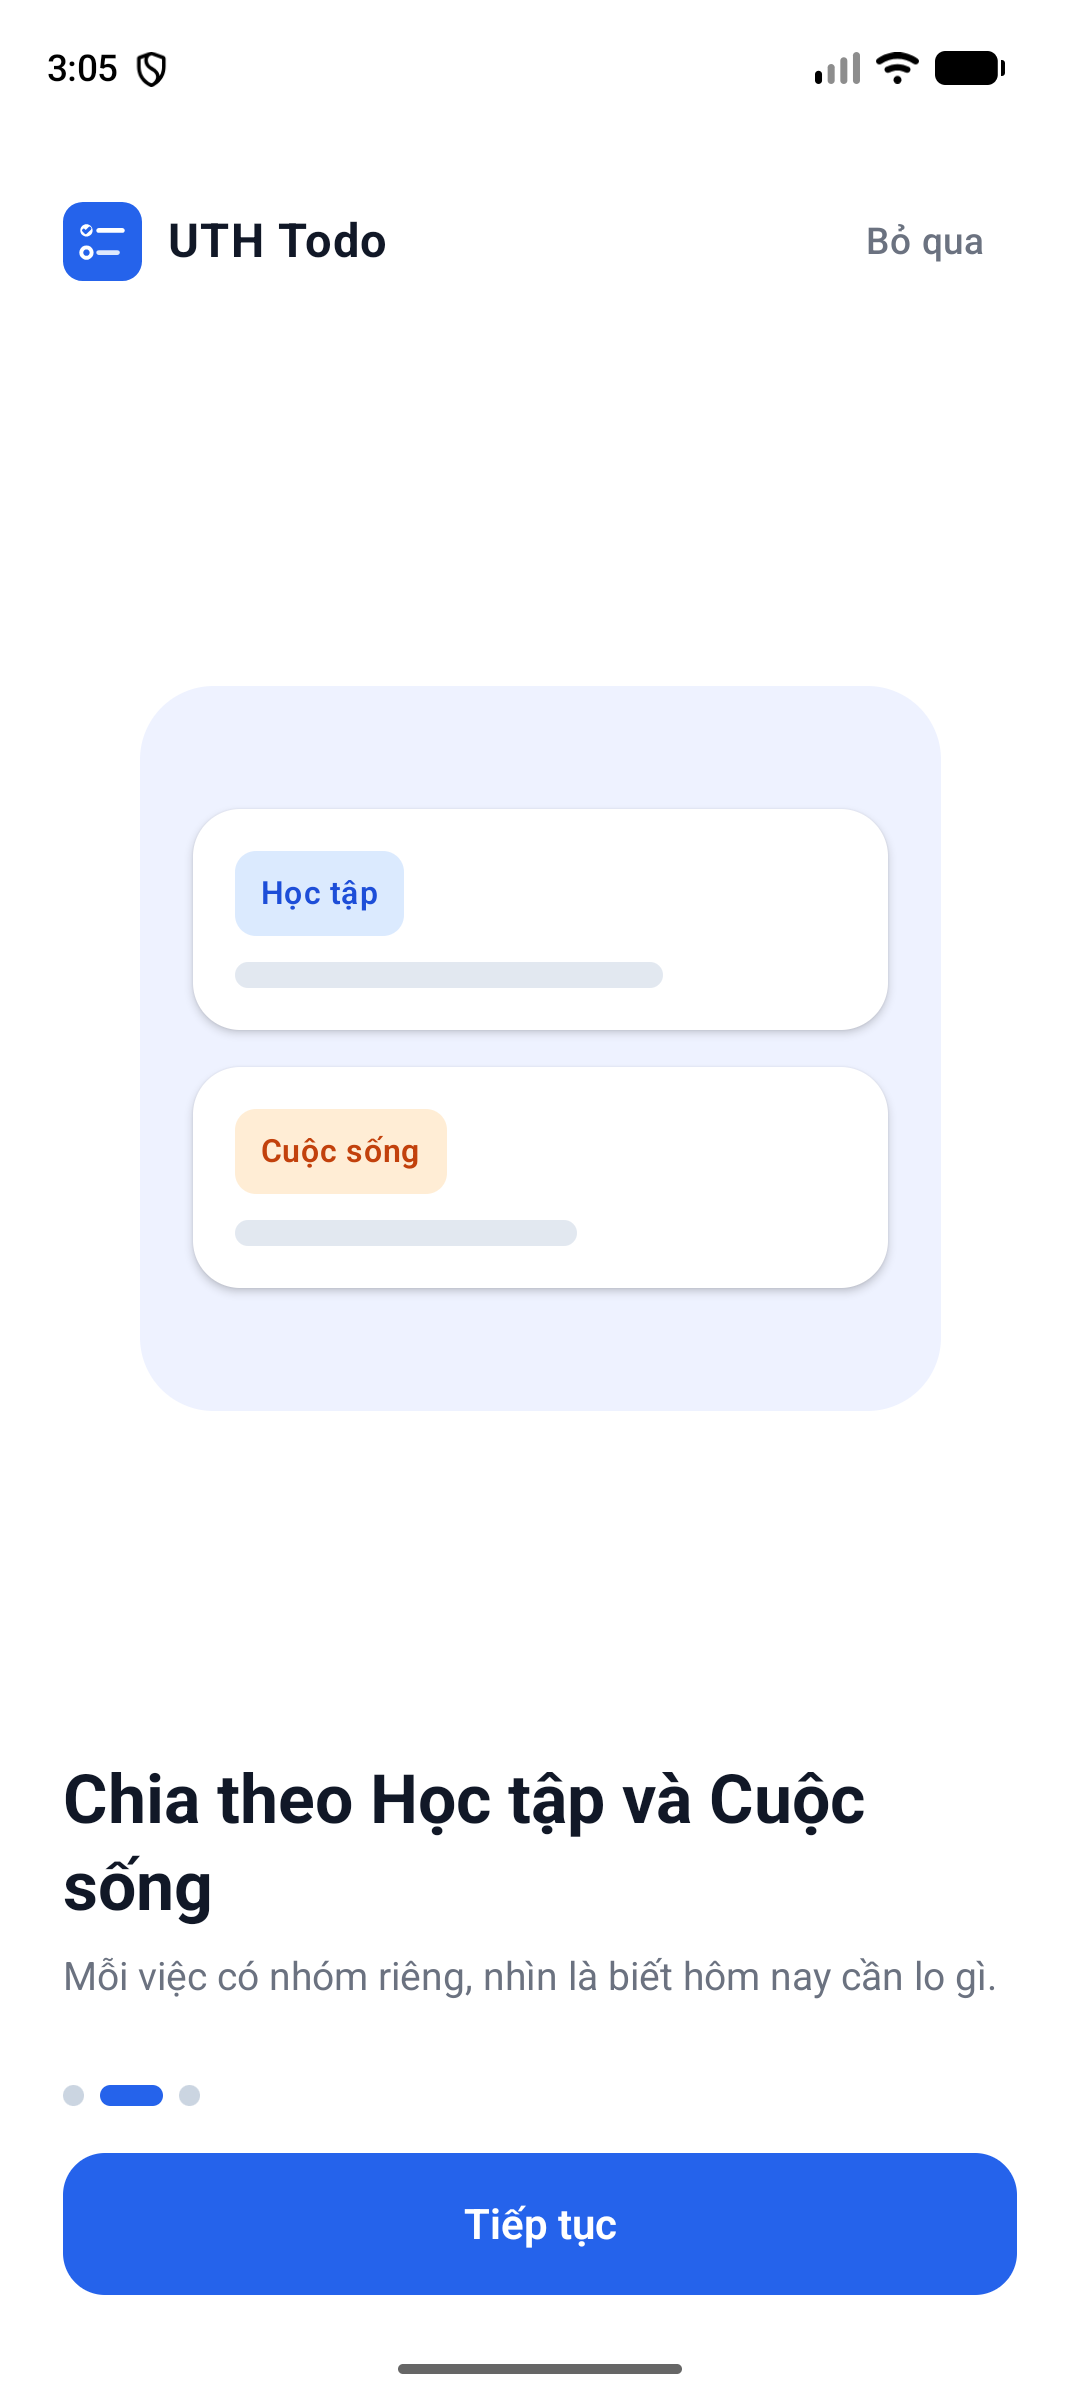 3:05
UTH Todo
Bỏ qua
Học tập
Cuộc sống
Chia theo Học tập và Cuộc
sống
Mỗi việc có nhóm riêng, nhìn là biết hôm nay cần lo gì.
Tiếp tục